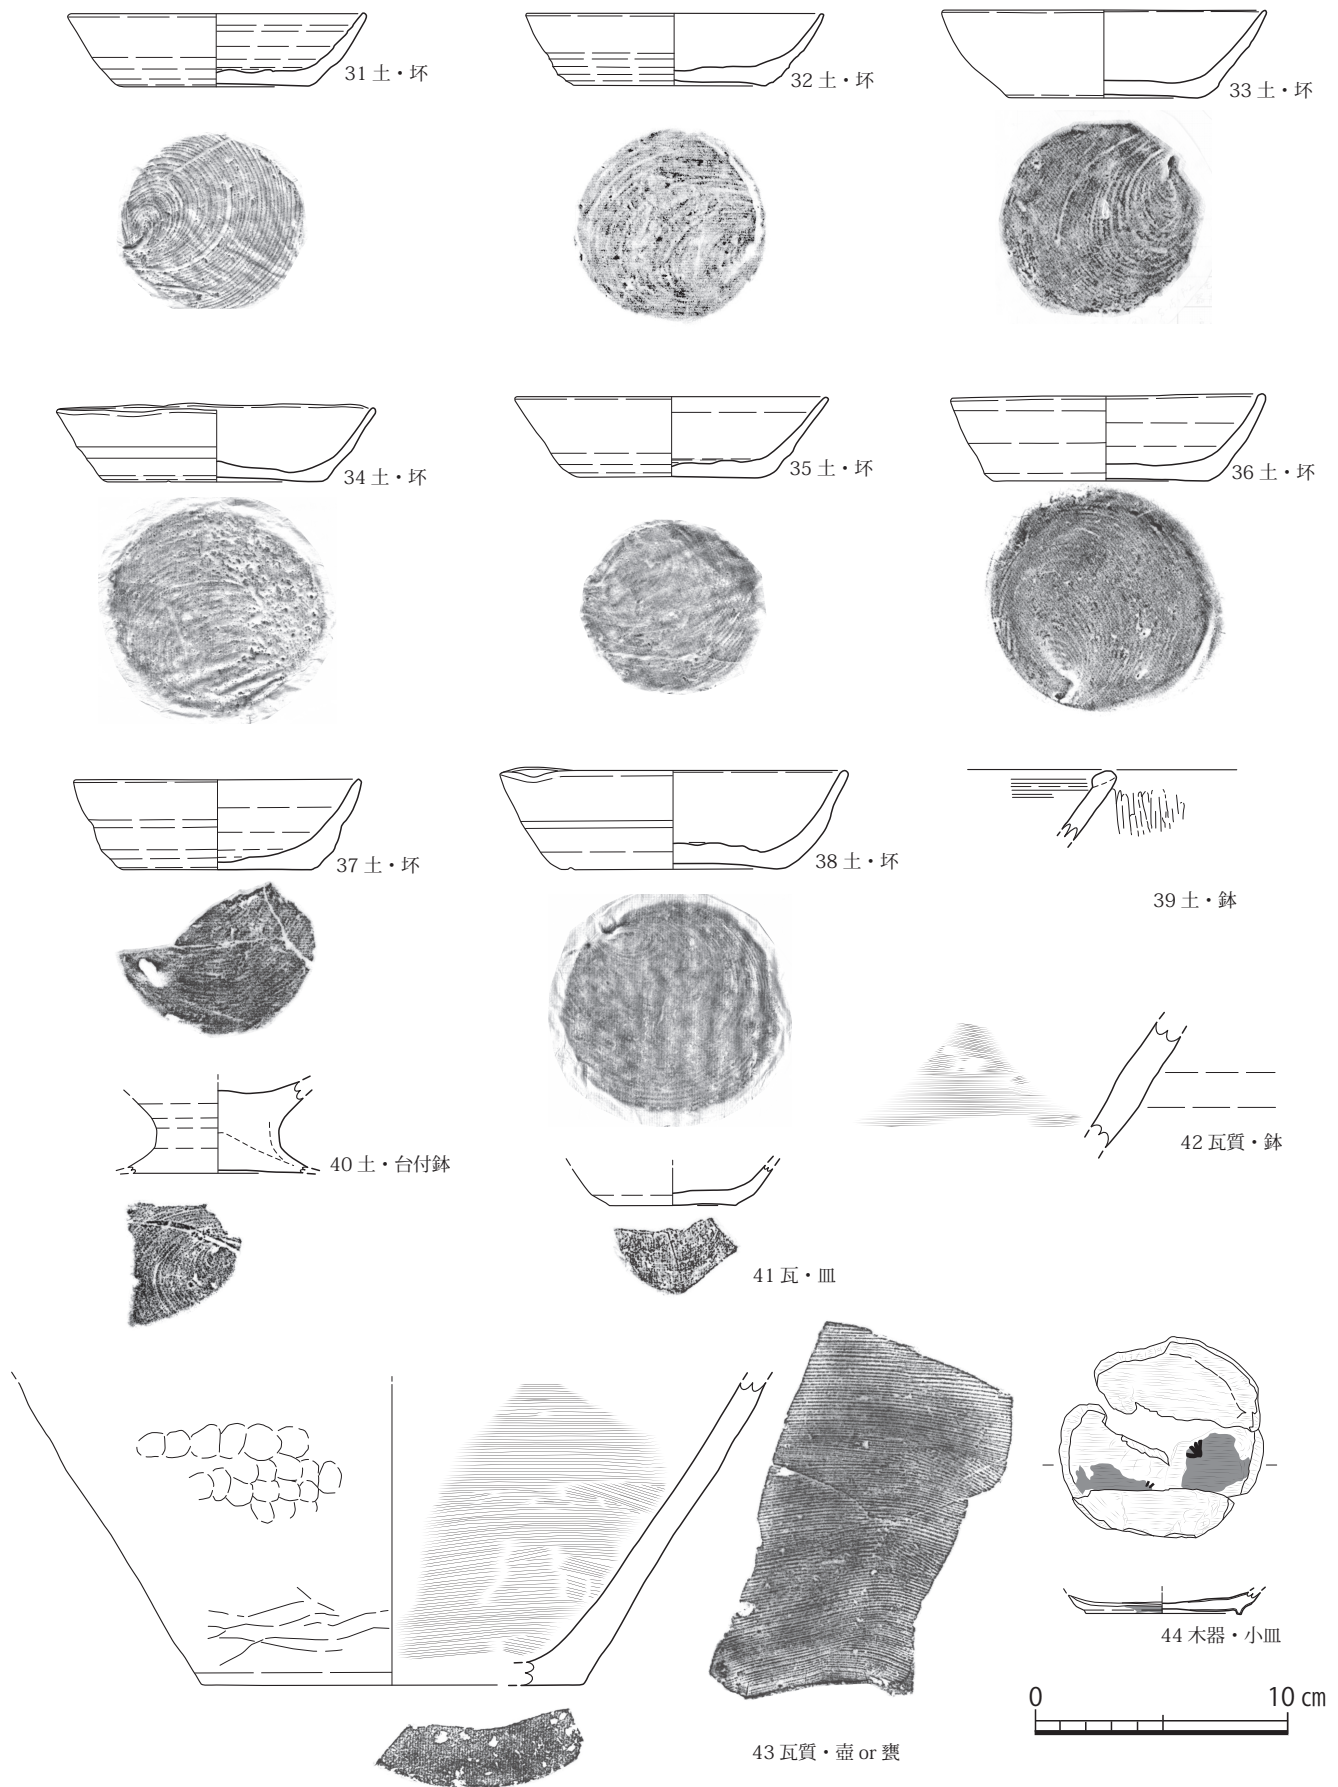 31 土・坏
32 土・坏
33 土・坏
34 土・坏
35 土・坏
36 土・坏
37 土・坏
38 土・坏
39 土・鉢
40 土・台付鉢
41 瓦・皿
42 瓦質・鉢
43 瓦質・壺 or 甕
44 木器・小皿
0 10 cm